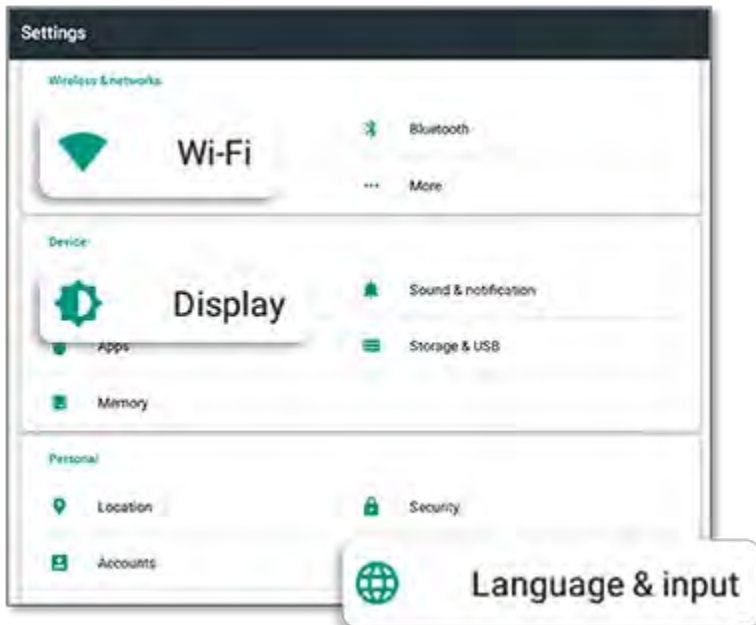 Settings
Wireless & networks
Wi-Fi
Bluetooth
More
Device
Display
Sound & notification
Apps
Storage & USB
Memory
Personal
Location
Security
Accounts
Language & input